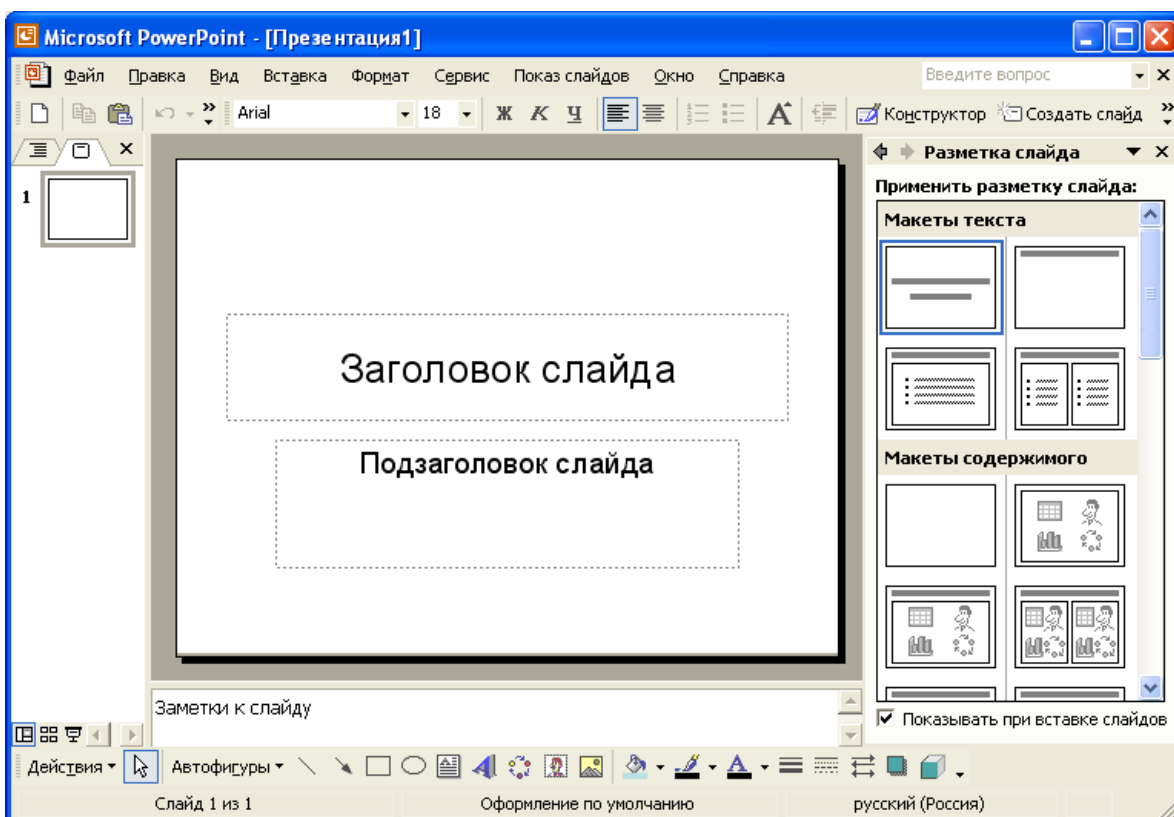 Microsoft PowerPoint - [Презентация1]
Файл Правка Вид Вставка Формат Сервис Показ слайдов Окно Справка Введите вопрос
Arial 18 Ж К Ч Конструктор Создать слайд
Разметка слайда
1
Применить разметку слайда:
Макеты текста
Заголовок слайда
Подзаголовок слайда
Макеты содержимого
Заметки к слайду
Показывать при вставке слайдов
Действия Автофигуры
Слайд 1 из 1 Оформление по умолчанию русский (Россия)